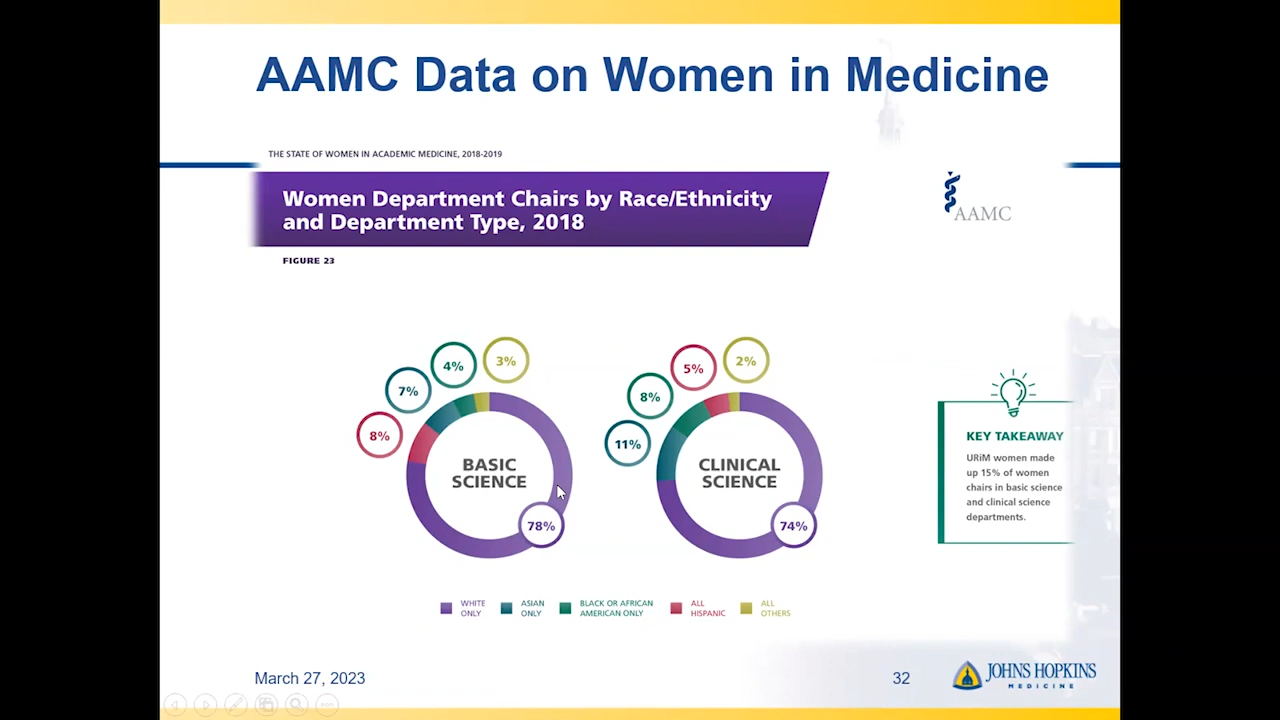 AAMC Data on Women in Medicine
THE STATE OF WOMEN IN ACADEMIC MEDICINE, 2018-2019
Women Department Chairs by Race/Ethnicity
and Department Type, 2018
AAMC
FIGURE 23
3%
4%
7%
8%
BASIC
SCIENCE
78%
2%
5%
8%
11%
CLINICAL
SCIENCE
74%
KEY TAKEAWAY
URiM women made
up 15% of women
chairs in basic science
and clinical science
departments.
WHITE
ONLY
ASIAN
ONLY
BLACK OR AFRICAN
AMERICAN ONLY
ALL
HISPANIC
ALL
OTHERS
March 27, 2023
32
JOHNS HOPKINS
MEDICINE